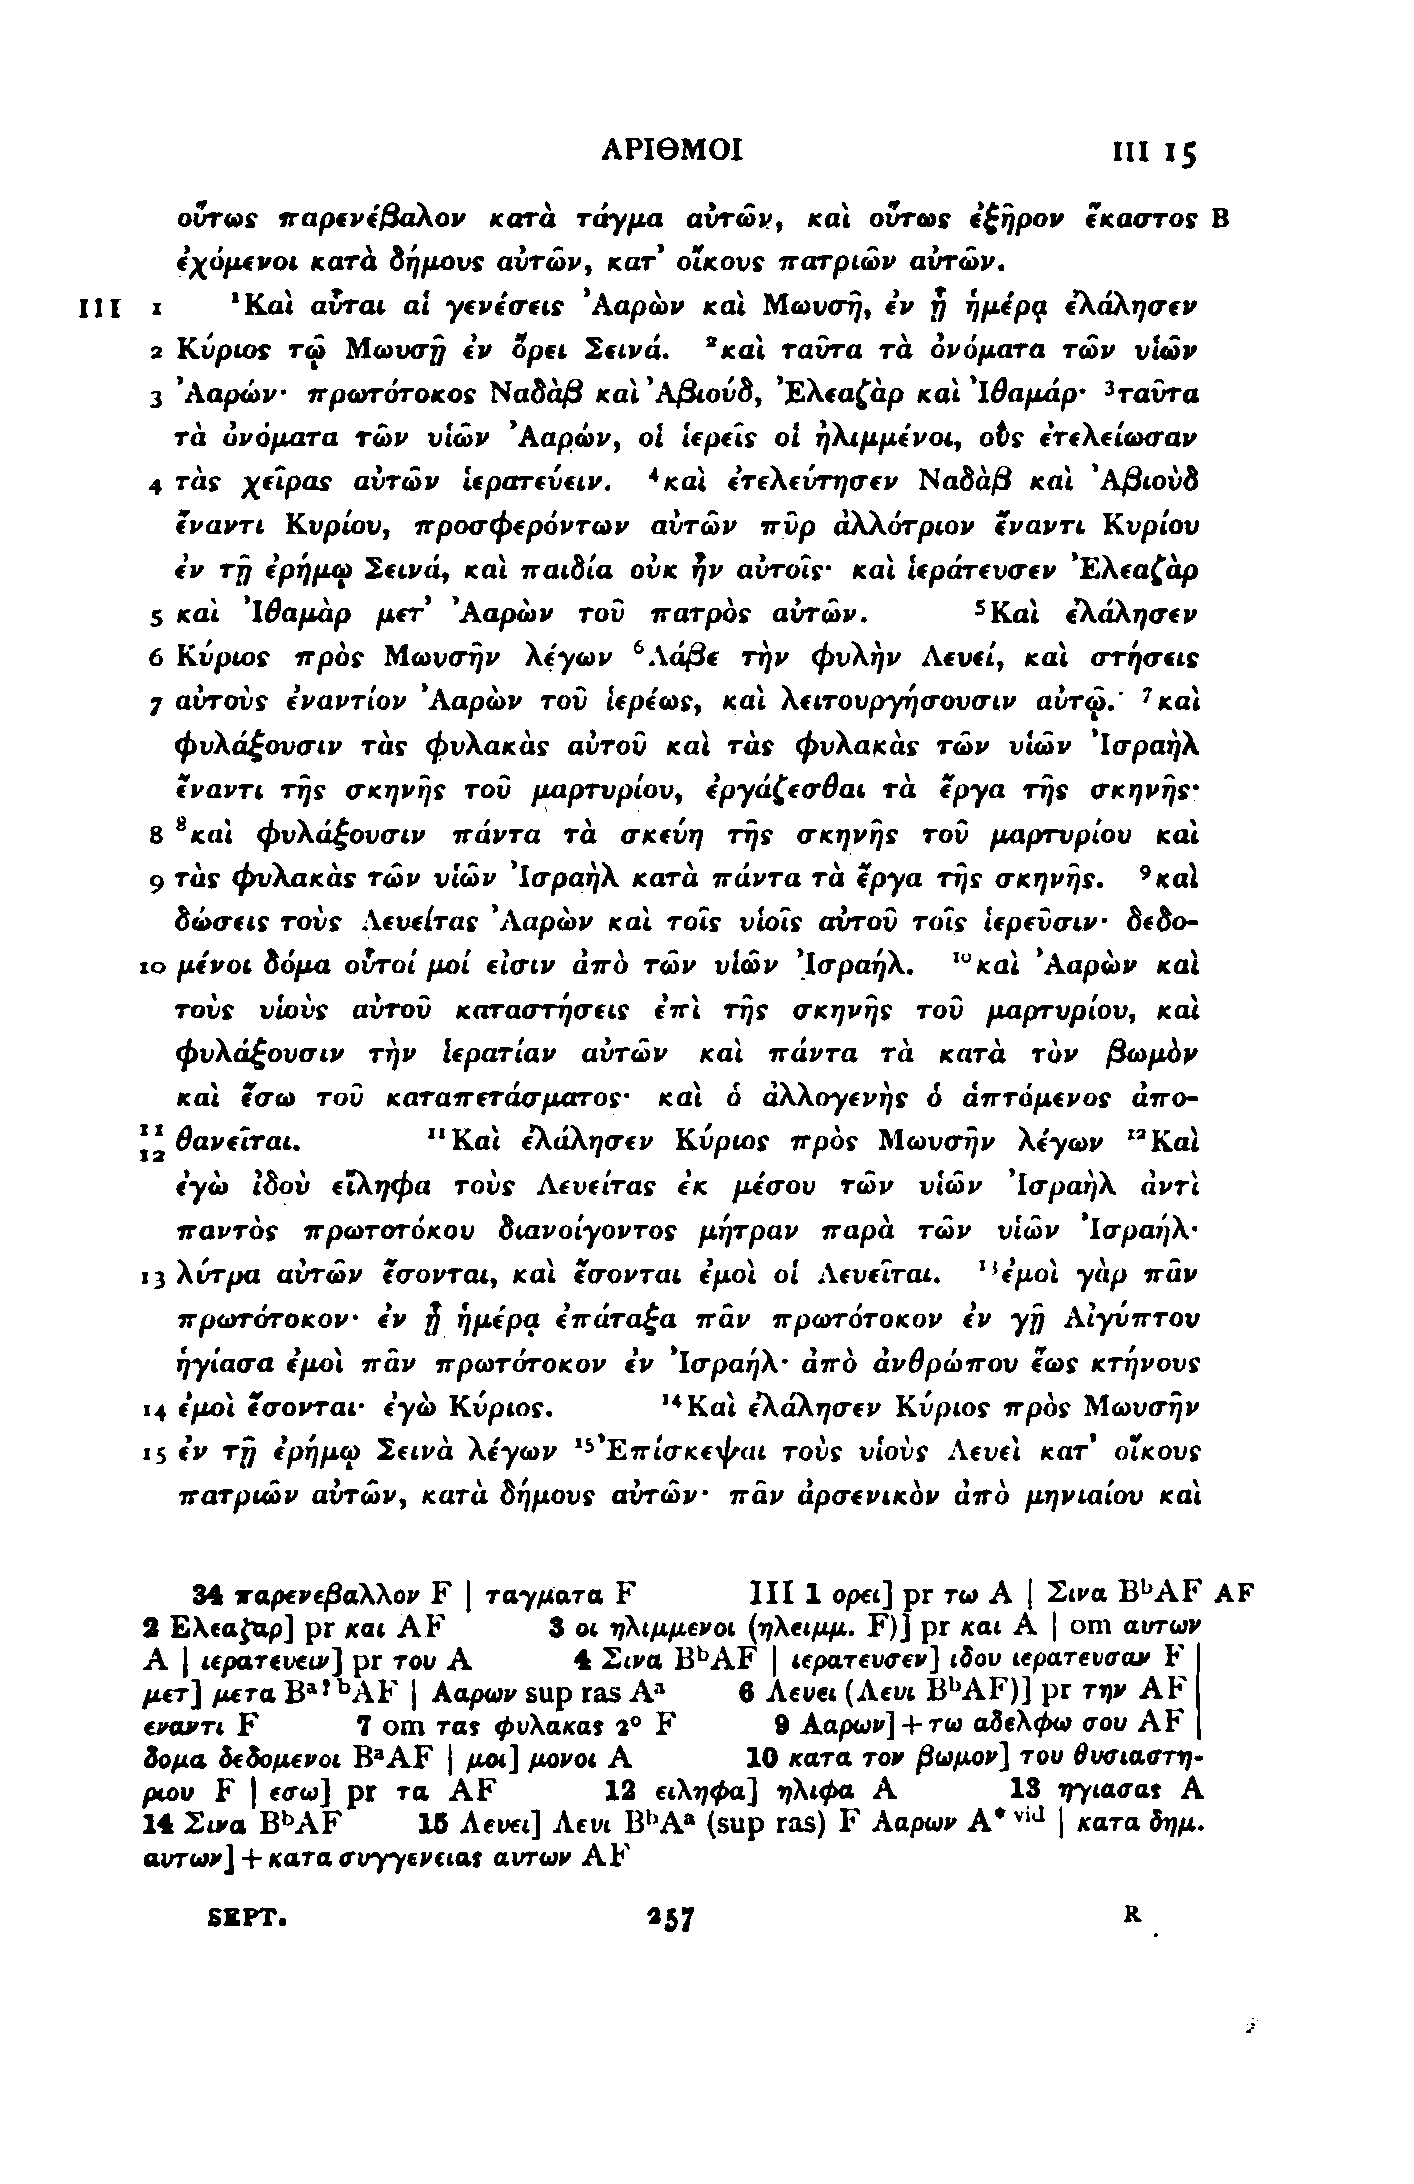 ΑΡΙΘΜΟΙ III 15
οὕτως παρενέβαλον κατὰ τάγμα αὐτῶν, καὶ οὕτως ἐξῆρον ἕκαστος B
ἐχόμενοι κατὰ δήμους αὐτῶν, κατ’ οἴκους πατριῶν αὐτῶν.
III 1 ¹Καὶ αὗται αἱ γενέσεις Ἀαρὼν καὶ Μωυσῆ, ἐν ᾗ ἡμέρᾳ ἐλάλησεν
2 Κύριος τῷ Μωυσῇ ἐν ὄρει Σεινά. ²καὶ ταῦτα τὰ ὀνόματα τῶν υἱῶν
3 Ἀαρών· πρωτότοκος Ναδὰβ καὶ Ἀβιούδ, Ἐλεαζὰρ καὶ Ἰθαμάρ· ³ταῦτα
τὰ ὀνόματα τῶν υἱῶν Ἀαρών, οἱ ἱερεῖς οἱ ἠλιμμένοι, οὓς ἐτελείωσαν
4 τὰς χεῖρας αὐτῶν ἱερατεύειν. ⁴καὶ ἐτελεύτησεν Ναδὰβ καὶ Ἀβιοὺδ
ἔναντι Κυρίου, προσφερόντων αὐτῶν πῦρ ἀλλότριον ἔναντι Κυρίου
ἐν τῇ ἐρήμῳ Σεινά, καὶ παιδία οὐκ ἦν αὐτοῖς· καὶ ἱεράτευσεν Ἐλεαζὰρ
5 καὶ Ἰθαμὰρ μετ’ Ἀαρὼν τοῦ πατρὸς αὐτῶν. ⁵Καὶ ἐλάλησεν
6 Κύριος πρὸς Μωυσῆν λέγων ⁶Λάβε τὴν φυλὴν Λευεί, καὶ στήσεις
7 αὐτοὺς ἐναντίον Ἀαρὼν τοῦ ἱερέως, καὶ λειτουργήσουσιν αὐτῷ. ⁷καὶ
φυλάξουσιν τὰς φυλακὰς αὐτοῦ καὶ τὰς φυλακὰς τῶν υἱῶν Ἰσραὴλ
ἔναντι τῆς σκηνῆς τοῦ μαρτυρίου, ἐργάζεσθαι τὰ ἔργα τῆς σκηνῆς·
8 ⁸καὶ φυλάξουσιν πάντα τὰ σκεύη τῆς σκηνῆς τοῦ μαρτυρίου καὶ
9 τὰς φυλακὰς τῶν υἱῶν Ἰσραὴλ κατὰ πάντα τὰ ἔργα τῆς σκηνῆς. ⁹καὶ
δώσεις τοὺς Λευείτας Ἀαρὼν καὶ τοῖς υἱοῖς αὐτοῦ τοῖς ἱερεῦσιν· δεδο-
10 μένοι δόμα οὗτοί μοί εἰσιν ἀπὸ τῶν υἱῶν Ἰσραήλ. ¹⁰καὶ Ἀαρὼν καὶ
τοὺς υἱοὺς αὐτοῦ καταστήσεις ἐπὶ τῆς σκηνῆς τοῦ μαρτυρίου, καὶ
φυλάξουσιν τὴν ἱερατίαν αὐτῶν καὶ πάντα τὰ κατὰ τὸν βωμὸν
καὶ ἔσω τοῦ καταπετάσματος· καὶ ὁ ἀλλογενὴς ὁ ἁπτόμενος ἀπο-
11 12 θανεῖται. ¹¹Καὶ ἐλάλησεν Κύριος πρὸς Μωυσῆν λέγων ¹²Καὶ
ἐγὼ ἰδοὺ εἴληφα τοὺς Λευείτας ἐκ μέσου τῶν υἱῶν Ἰσραὴλ ἀντὶ
παντὸς πρωτοτόκου διανοίγοντος μήτραν παρὰ τῶν υἱῶν Ἰσραήλ·
13 λύτρα αὐτῶν ἔσονται, καὶ ἔσονται ἐμοὶ οἱ Λευεῖται. ¹³ἐμοὶ γὰρ πᾶν
πρωτότοκον· ἐν ᾗ ἡμέρᾳ ἐπάταξα πᾶν πρωτότοκον ἐν γῇ Αἰγύπτου
ἡγίασα ἐμοὶ πᾶν πρωτότοκον ἐν Ἰσραήλ· ἀπὸ ἀνθρώπου ἕως κτήνους
14 ἐμοὶ ἔσονται· ἐγὼ Κύριος. ¹⁴Καὶ ἐλάλησεν Κύριος πρὸς Μωυσῆν
15 ἐν τῇ ἐρήμῳ Σεινὰ λέγων ¹⁵Ἐπίσκεψαι τοὺς υἱοὺς Λευεὶ κατ’ οἴκους
πατριῶν αὐτῶν, κατὰ δήμους αὐτῶν· πᾶν ἀρσενικὸν ἀπὸ μηνιαίου καὶ
34 παρενεβαλλον F | ταγματα F III 1 ορει] pr τω A | Σινα BᵇAF AF
2 Ελεαζαρ] pr και AF 3 οι ηλιμμενοι (ηλειμμ. F)] pr και A | om αυτων
A | ιερατευειν] pr του A 4 Σινα BᵇAF | ιερατευσεν] ιδου ιερατευσαν F |
μετ] μετα Bᵃ?ᵇAF | Ααρων sup ras Aᵃ 6 Λευει (Λευι BᵇAF)] pr την AF |
εναντι F 7 om τας φυλακας 2º F 9 Ααρων] + τω αδελφω σου AF |
δομα δεδομενοι BᵃAF | μοι] μονοι A 10 κατα τον βωμον] του θυσιαστη-
ριου F | εσω] pr τα AF 12 ειληφα] ηλιφα A 13 ηγιασας A
14 Σινα BᵇAF 15 Λευει] Λευι BᵇAᵃ (sup ras) F Ααρων A* ᵛⁱᵈ | κατα δημ.
αυτων] + κατα συγγενειας αυτων AF
SEPT. 257 R